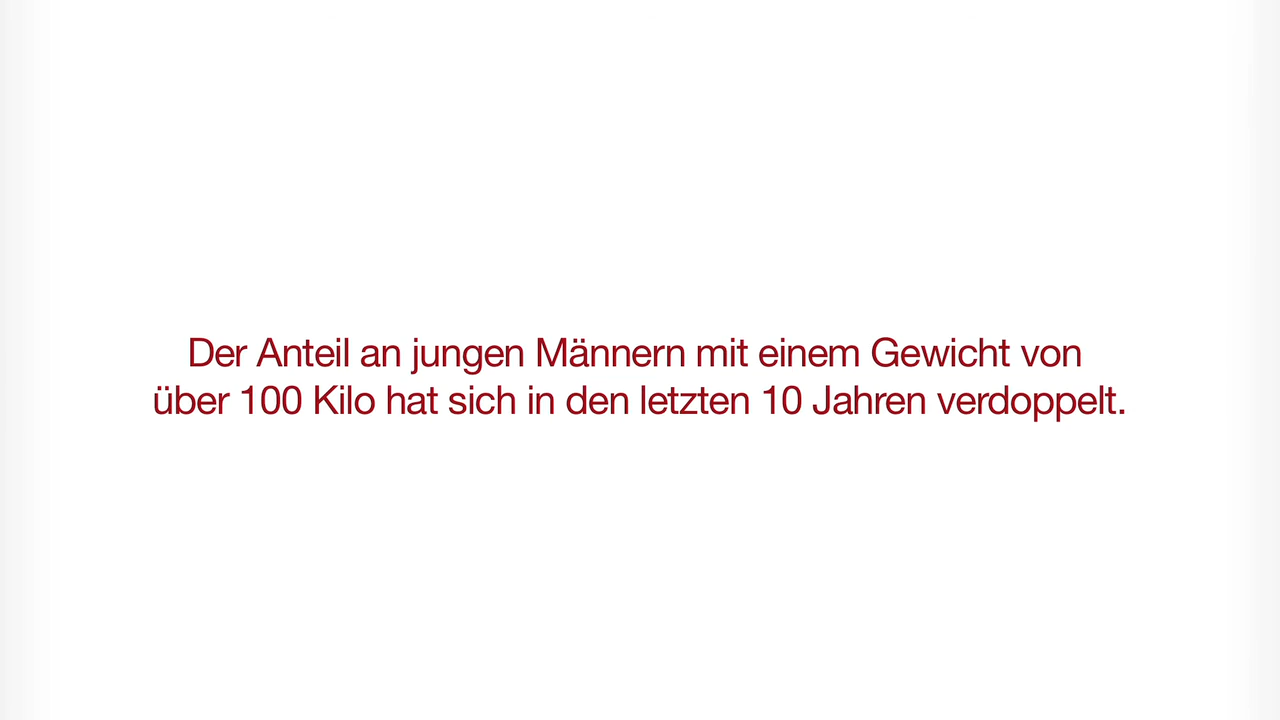 Der Anteil an jungen Männern mit einem Gewicht von
über 100 Kilo hat sich in den letzten 10 Jahren verdoppelt.